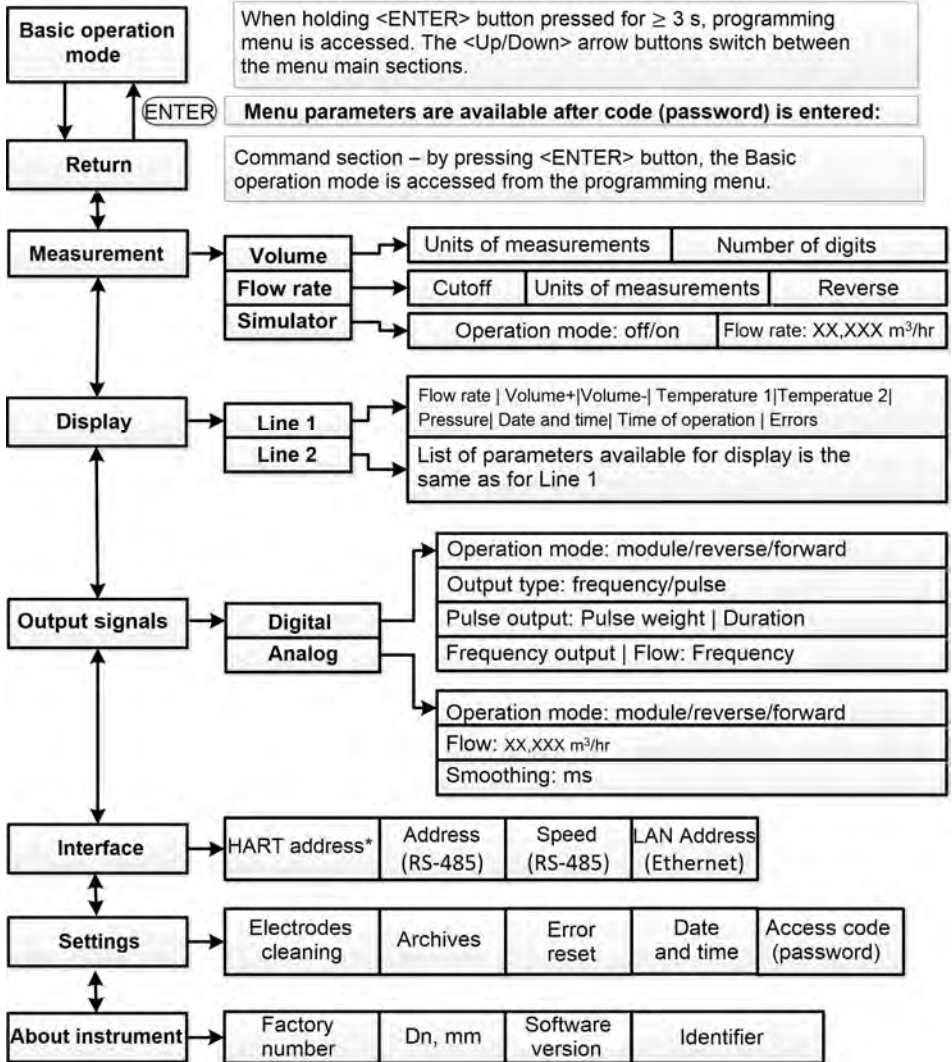 Basic operation
mode
When holding <ENTER> button pressed for ≥ 3 s, programming
menu is accessed. The <Up/Down> arrow buttons switch between
the menu main sections.
ENTER
Menu parameters are available after code (password) is entered:
Return
Command section – by pressing <ENTER> button, the Basic
operation mode is accessed from the programming menu.
Measurement
Volume
Units of measurements
Number of digits
Flow rate
Cutoff
Units of measurements
Reverse
Simulator
Operation mode: off/on
Flow rate: XX,XXX m³/hr
Display
Line 1
Flow rate | Volume+|Volume-| Temperature 1|Temperatue 2|
Pressure| Date and time| Time of operation | Errors
Line 2
List of parameters available for display is the
same as for Line 1
Output signals
Digital
Operation mode: module/reverse/forward
Output type: frequency/pulse
Pulse output: Pulse weight | Duration
Frequency output | Flow: Frequency
Analog
Operation mode: module/reverse/forward
Flow: XX,XXX m³/hr
Smoothing: ms
Interface
HART address*
Address
(RS-485)
Speed
(RS-485)
LAN Address
(Ethernet)
Settings
Electrodes
cleaning
Archives
Error
reset
Date
and time
Access code
(password)
About instrument
Factory
number
Dn, mm
Software
version
Identifier